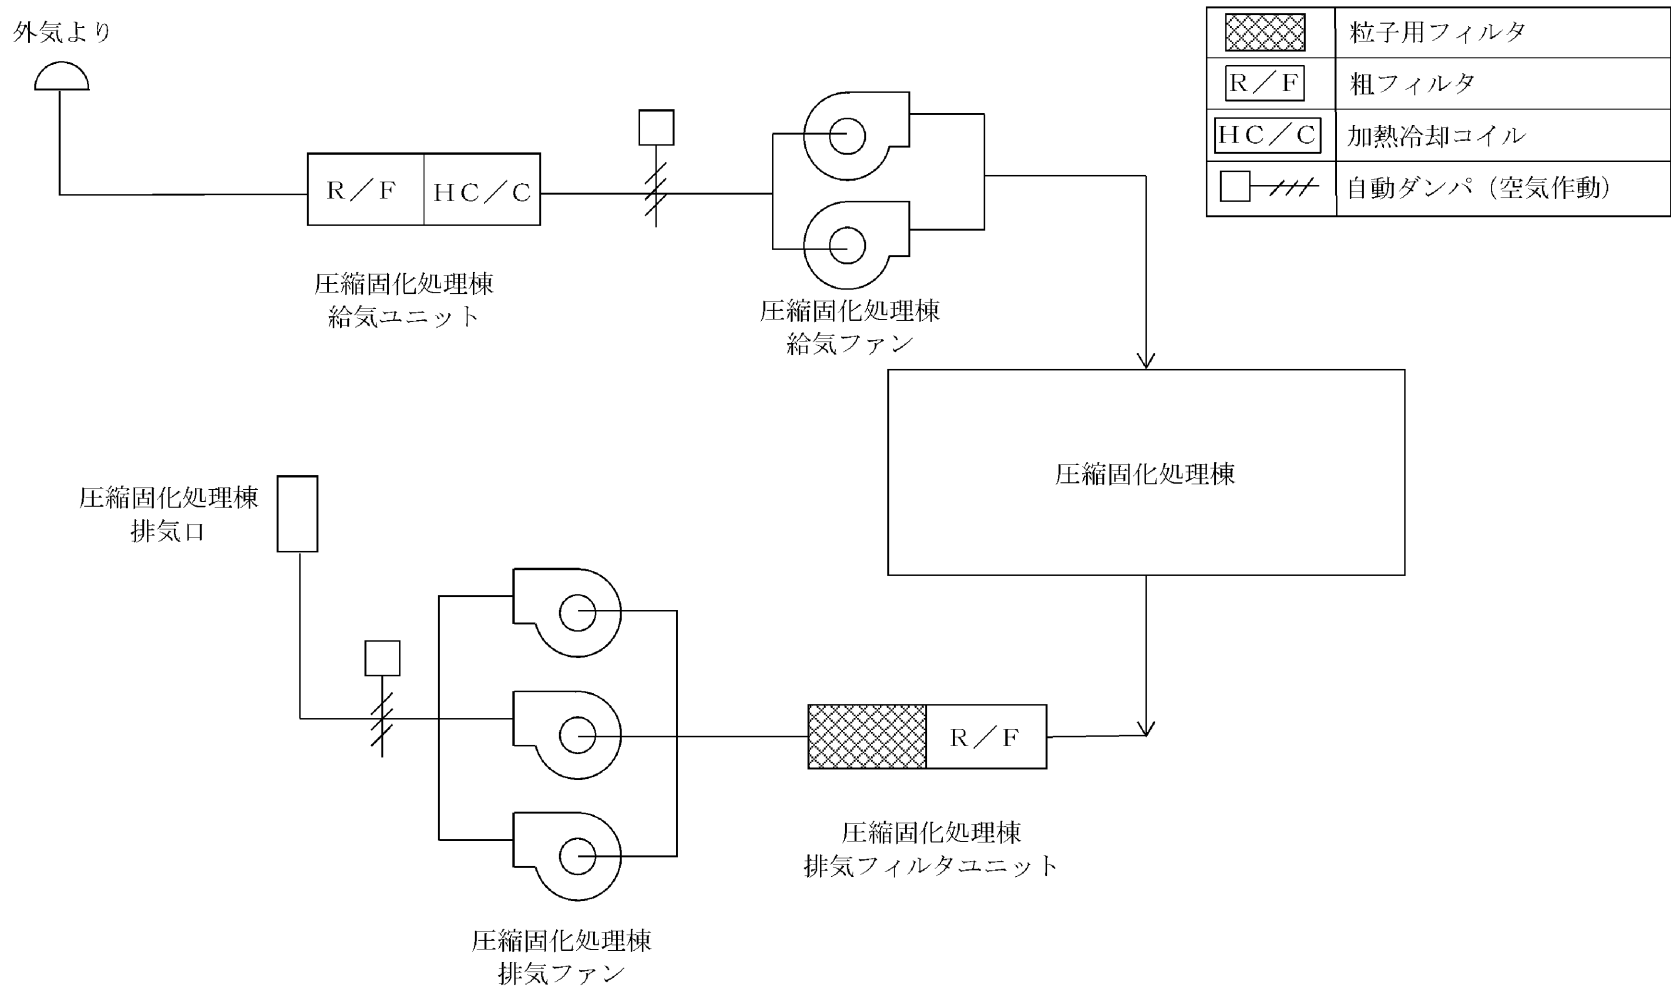 外気より
R/F
HC/C
圧縮固化処理棟
給気ユニット
圧縮固化処理棟
給気ファン
粒子用フィルタ
R/F
粗フィルタ
HC/C
加熱冷却コイル
自動ダンパ（空気作動）
圧縮固化処理棟
圧縮固化処理棟
排気口
R/F
圧縮固化処理棟
排気フィルタユニット
圧縮固化処理棟
排気ファン